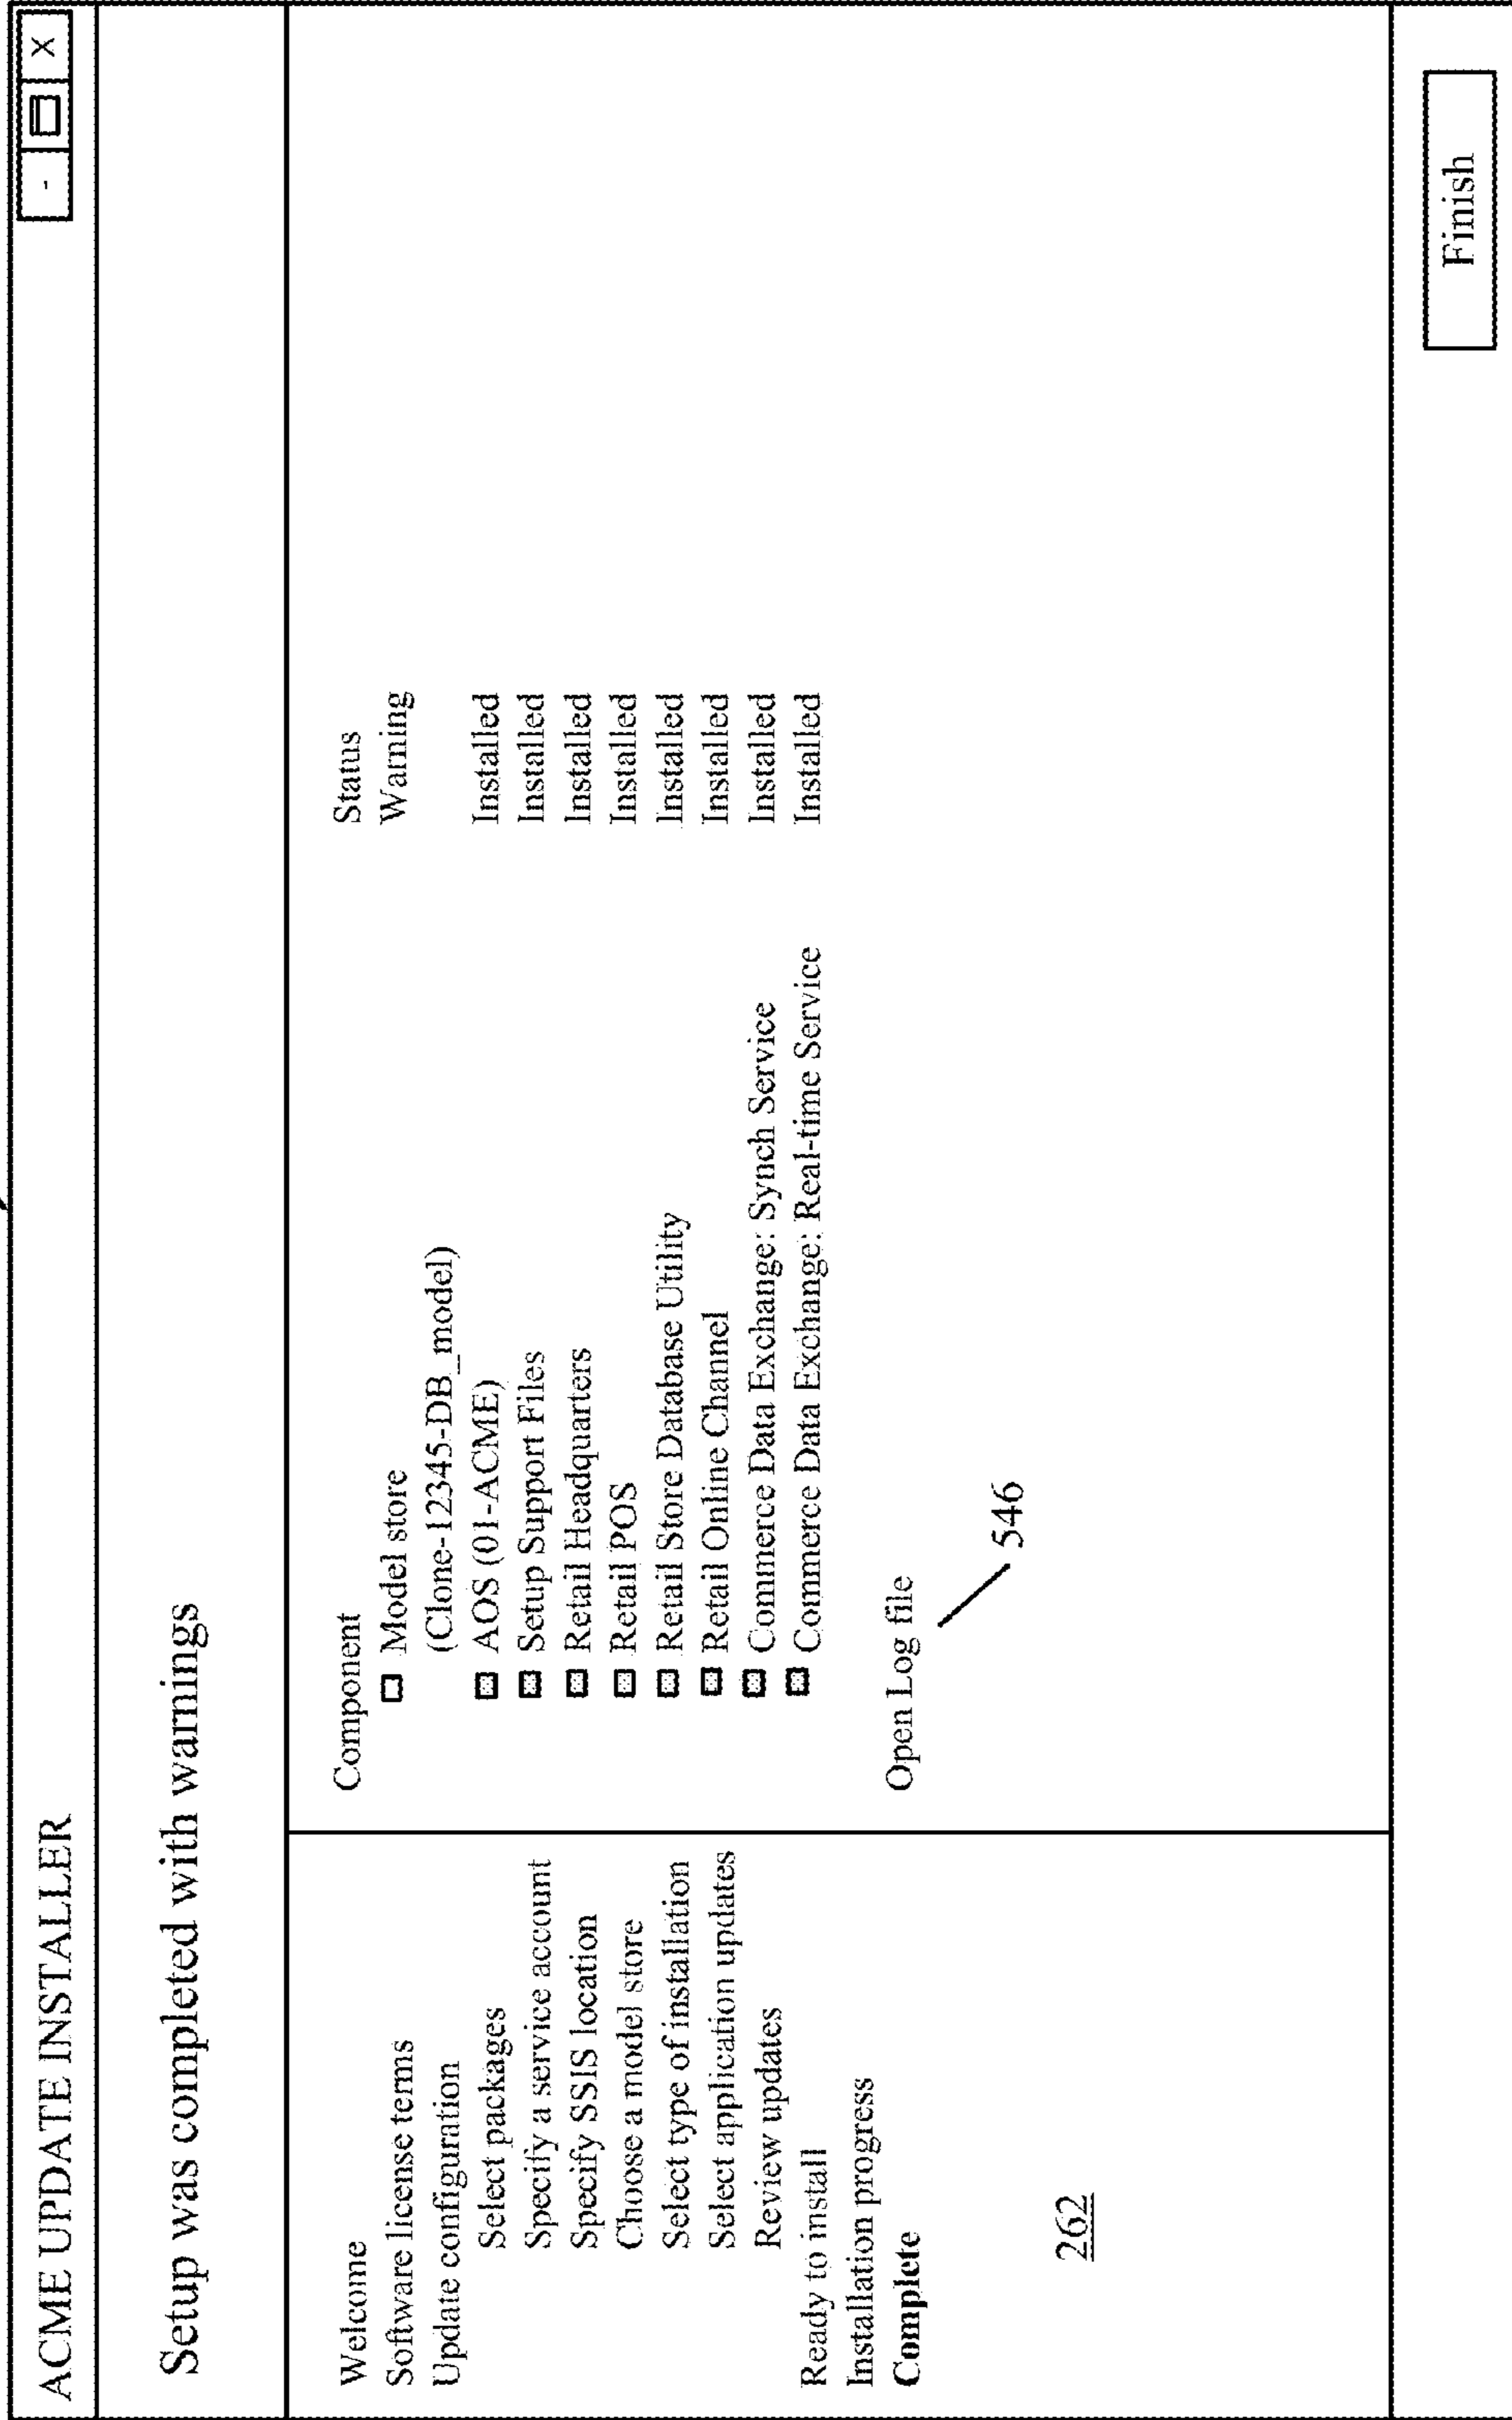 ACME UPDATE INSTALLER
- X
Setup was completed with warnings
Welcome
Software license terms
Update configuration
Select packages
Specify a service account
Specify SSIS location
Choose a model store
Select type of installation
Select application updates
Review updates
Ready to install
Installation progress
Complete
262
Component Status
Model store Warning
(Clone-12345-DB_model)
AOS (01-ACME) Installed
Setup Support Files Installed
Retail Headquarters Installed
Retail POS Installed
Retail Store Database Utility Installed
Retail Online Channel Installed
Commerce Data Exchange: Synch Service Installed
Commerce Data Exchange: Real-time Service Installed
Open Log file
546
Finish